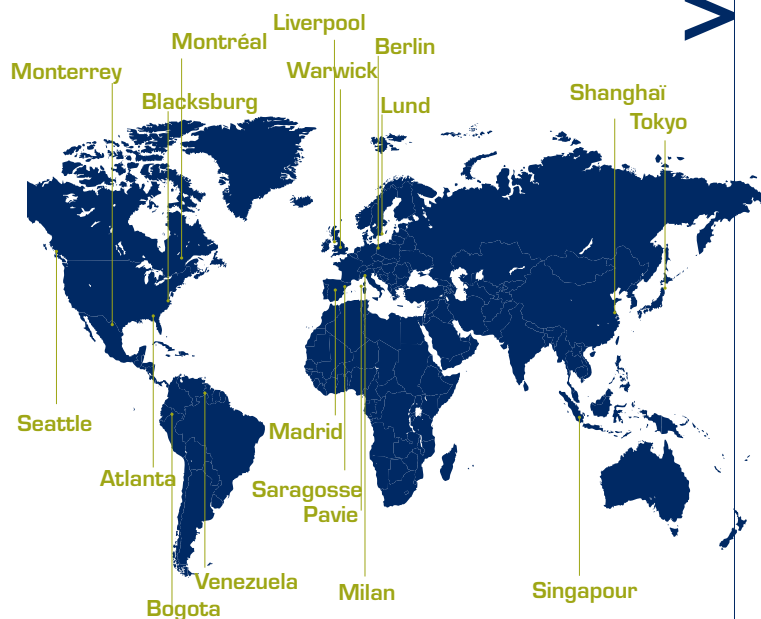 Liverpool
Montréal
Berlin
Monterrey
Warwick
Blacksburg
Lund
Shanghaï
Tokyo
Seattle
Madrid
Atlanta
Saragosse
Pavie
Venezuela
Milan
Singapour
Bogota